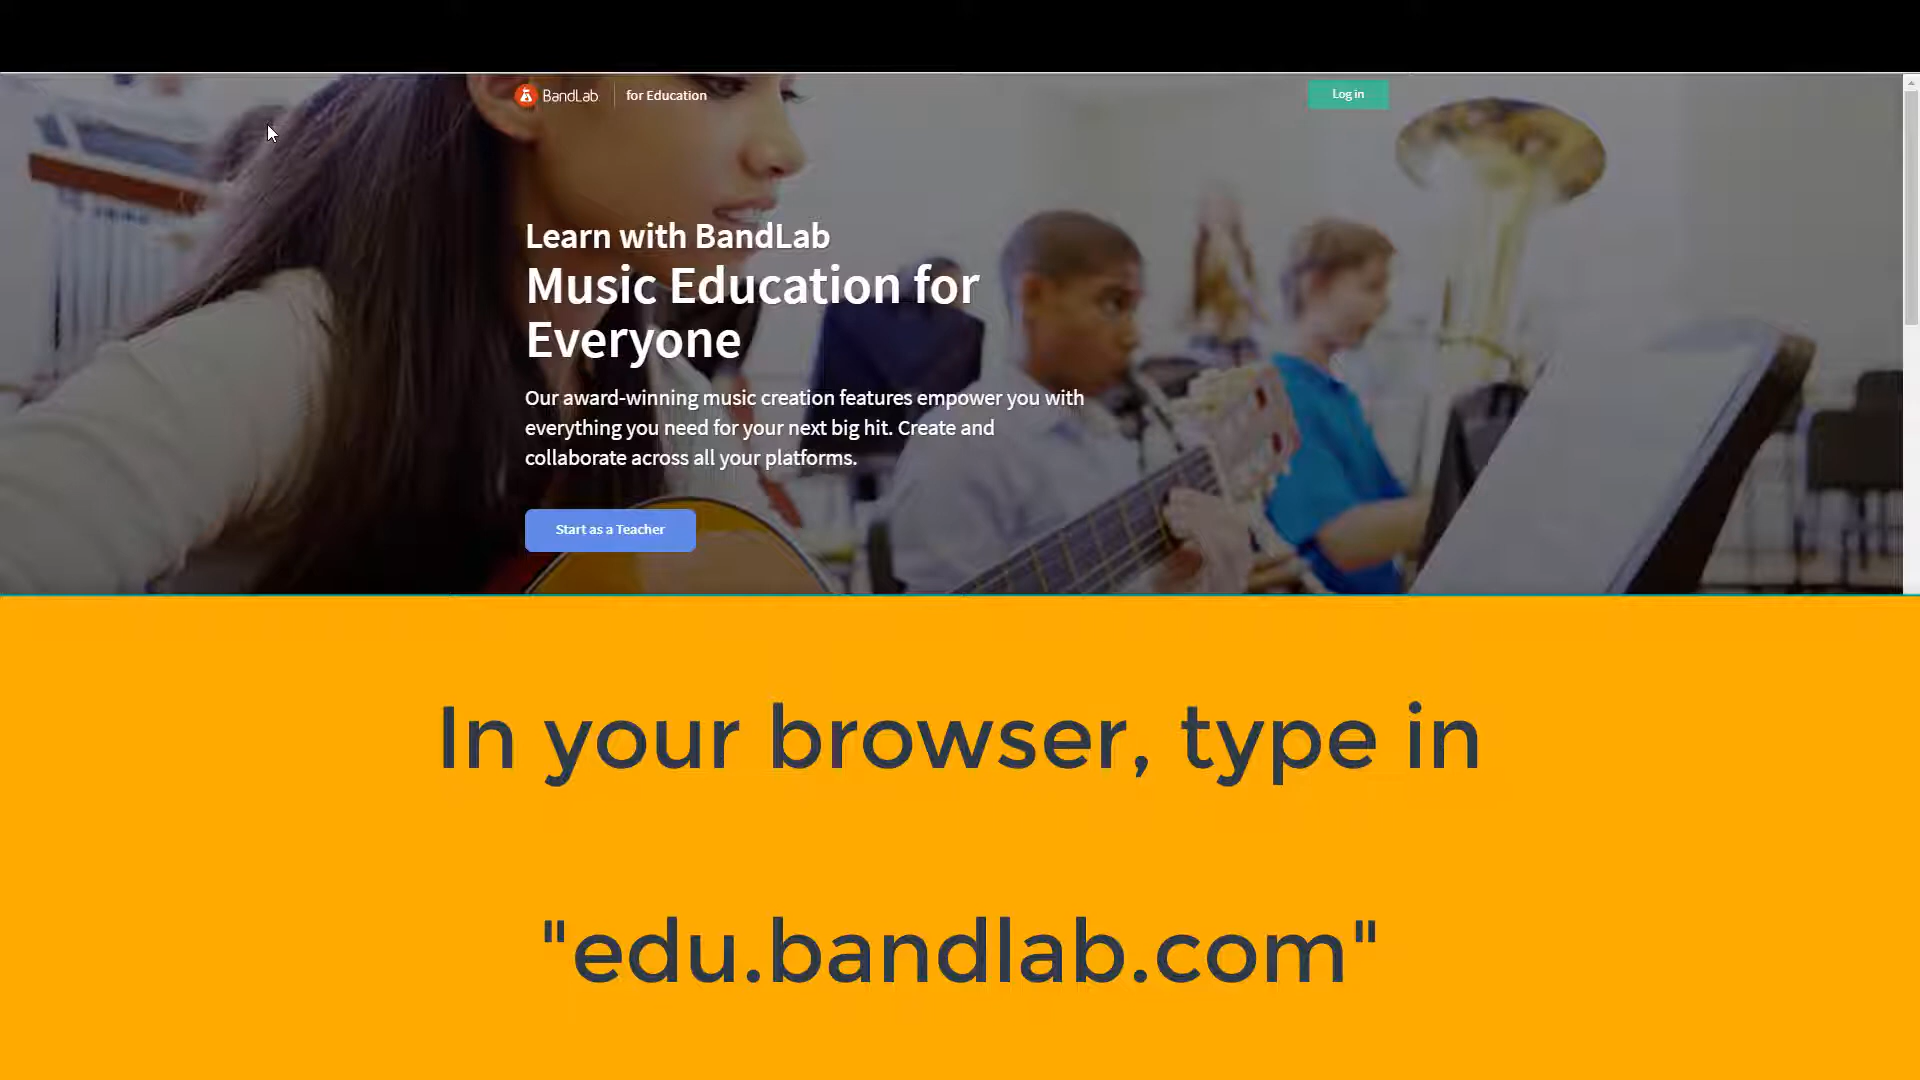 BandLab for Education
Log in
Learn with BandLab
Music Education for
Everyone
Our award-winning music creation features empower you with
everything you need for your next big hit. Create and
collaborate across all your platforms.
Start as a Teacher
In your browser, type in
"edu.bandlab.com"